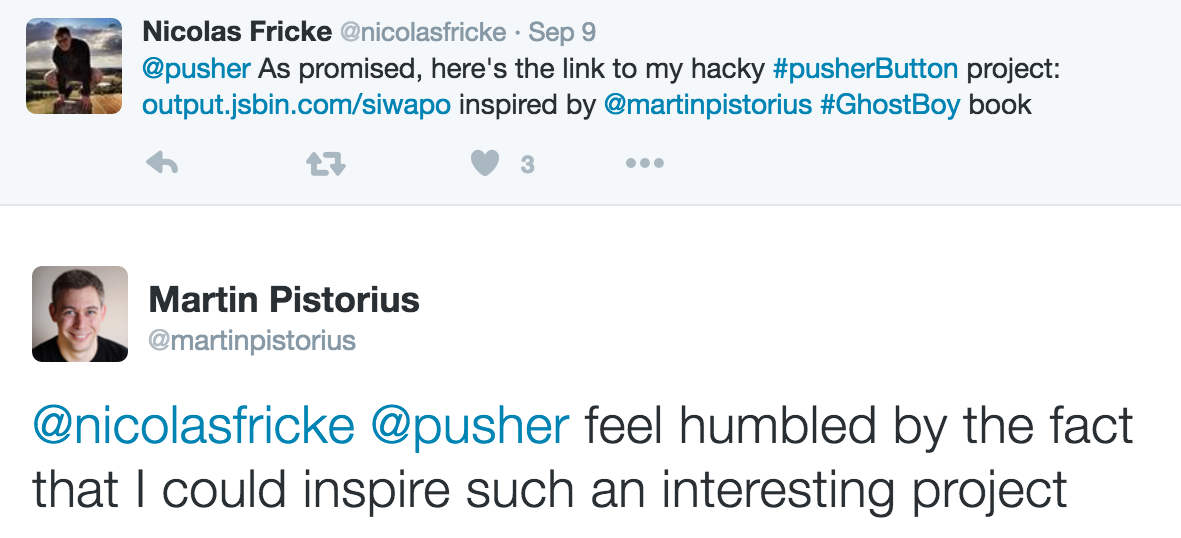 Nicolas Fricke @nicolasfricke · Sep 9
@pusher As promised, here's the link to my hacky #pusherButton project:
output.jsbin.com/siwapo inspired by @martinpistorius #GhostBoy book
3
Martin Pistorius
@martinpistorius
@nicolasfricke @pusher feel humbled by the fact
that I could inspire such an interesting project